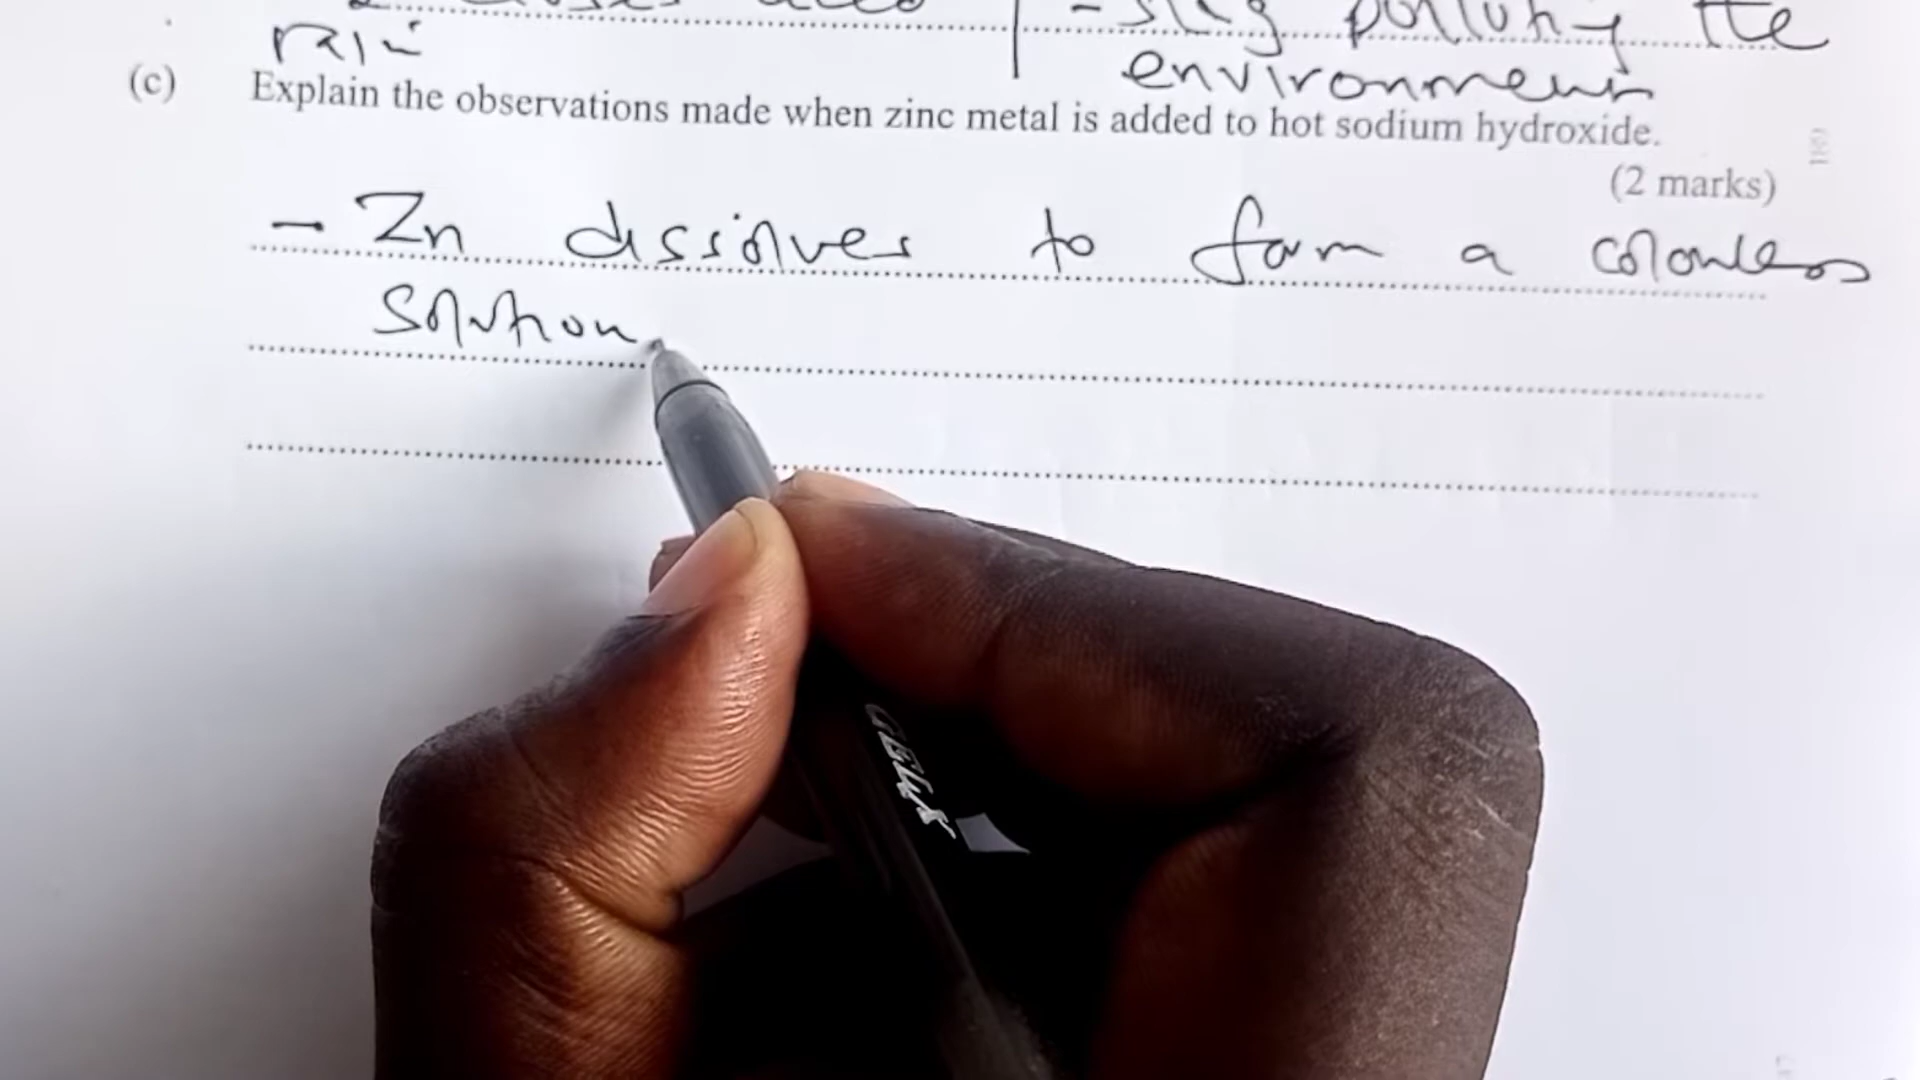 - slag polluting the
environment
(c) Explain the observations made when zinc metal is added to hot sodium hydroxide.
(2 marks)
- Zn dissolves to form a colourless
solution
GELS